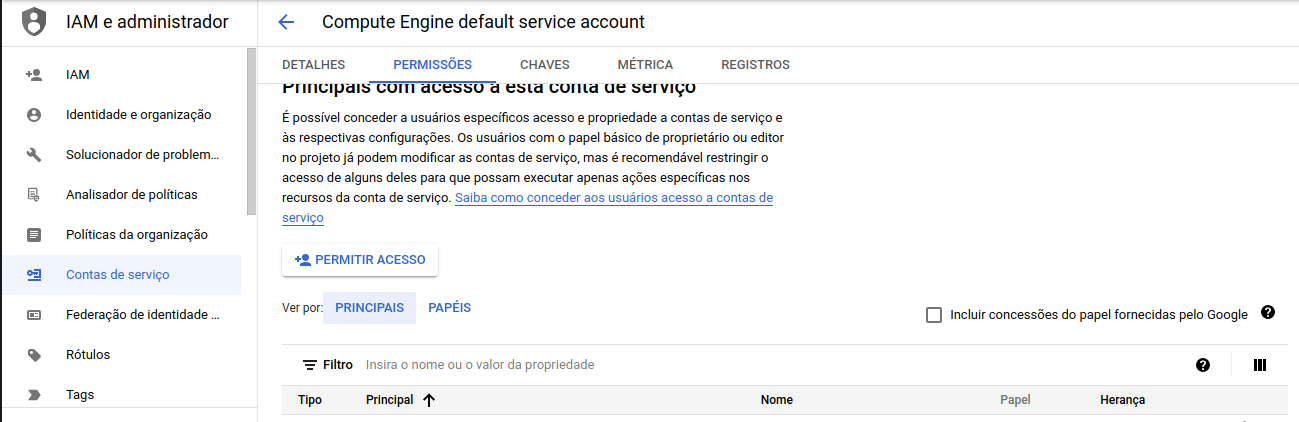 IAM e administrador
Compute Engine default service account
DETALHES
PERMISSÕES
CHAVES
MÉTRICA
REGISTROS
IAM
Identidade e organização
Solucionador de problem...
Analisador de políticas
Políticas da organização
Contas de serviço
Federação de identidade ...
Rótulos
Tags
Principais com acesso a esta conta de serviço
É possível conceder a usuários específicos acesso e propriedade a contas de serviço e
às respectivas configurações. Os usuários com o papel básico de proprietário ou editor
no projeto já podem modificar as contas de serviço, mas é recomendável restringir o
acesso de alguns deles para que possam executar apenas ações específicas nos
recursos da conta de serviço. Saiba como conceder aos usuários acesso a contas de
serviço
PERMITIR ACESSO
Ver por: PRINCIPAIS PAPÉIS
Incluir concessões do papel fornecidas pelo Google
Filtro Insira o nome ou o valor da propriedade
Tipo Principal Nome Papel Herança